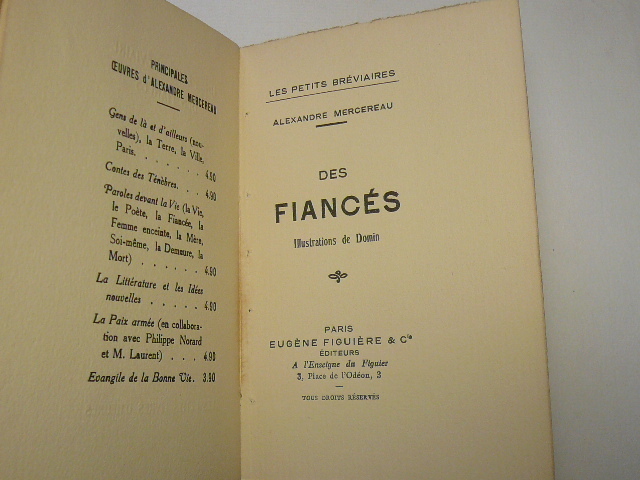 PRINCIPALES
ŒUVRES d'ALEXANDRE MERCEREAU
Gens de là et d'ailleurs (nou-
velles), la Terre, la Ville,
Paris. . . . . . . 4.90
Contes des Ténèbres. . . . 4.90
Paroles devant la Vie (la Vie,
le Poète, la Fiancée, la
Femme enceinte, la Mère,
Soi-même, la Demeure, la
Mort) . . . . . . 4.90
La Littérature et les Idées
nouvelles . . . . . 4.90
La Paix armée (en collabora-
tion avec Philippe Norard
et M. Laurent) . . . 4.90
Evangile de la Bonne Vie. 3.90
LES PETITS BRÉVIAIRES
ALEXANDRE MERCEREAU
DES
FIANCÉS
Illustrations de Domin
PARIS
EUGÈNE FIGUIÈRE & Cie
ÉDITEURS
A l'Enseigne du Figuier
3, Place de l'Odéon, 3
TOUS DROITS RÉSERVÉS